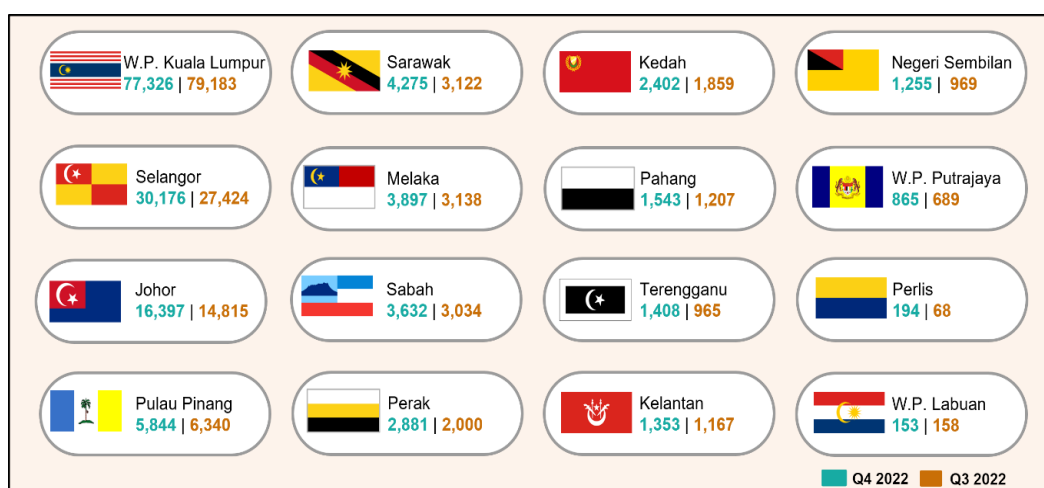 W.P. Kuala Lumpur
77,326 | 79,183
Sarawak
4,275 | 3,122
Kedah
2,402 | 1,859
Negeri Sembilan
1,255 | 969
Selangor
30,176 | 27,424
Melaka
3,897 | 3,138
Pahang
1,543 | 1,207
W.P. Putrajaya
865 | 689
Johor
16,397 | 14,815
Sabah
3,632 | 3,034
Terengganu
1,408 | 965
Perlis
194 | 68
Pulau Pinang
5,844 | 6,340
Perak
2,881 | 2,000
Kelantan
1,353 | 1,167
W.P. Labuan
153 | 158
Q4 2022 Q3 2022